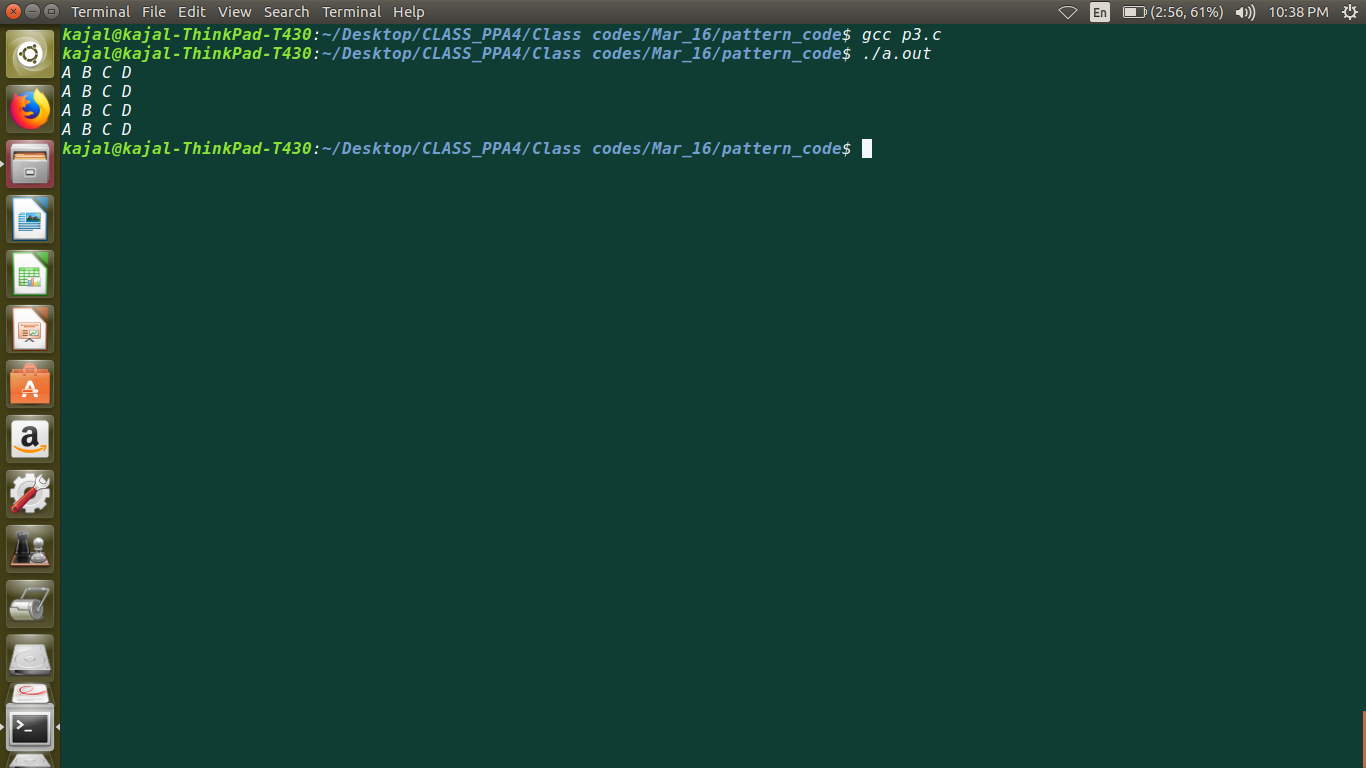 Terminal File Edit View Search Terminal Help En (2:56, 61%) 10:38 PM
kajal@kajal-ThinkPad-T430:~/Desktop/CLASS_PPA4/Class codes/Mar_16/pattern_code$ gcc p3.c
kajal@kajal-ThinkPad-T430:~/Desktop/CLASS_PPA4/Class codes/Mar_16/pattern_code$ ./a.out
A B C D
A B C D
A B C D
A B C D
kajal@kajal-ThinkPad-T430:~/Desktop/CLASS_PPA4/Class codes/Mar_16/pattern_code$